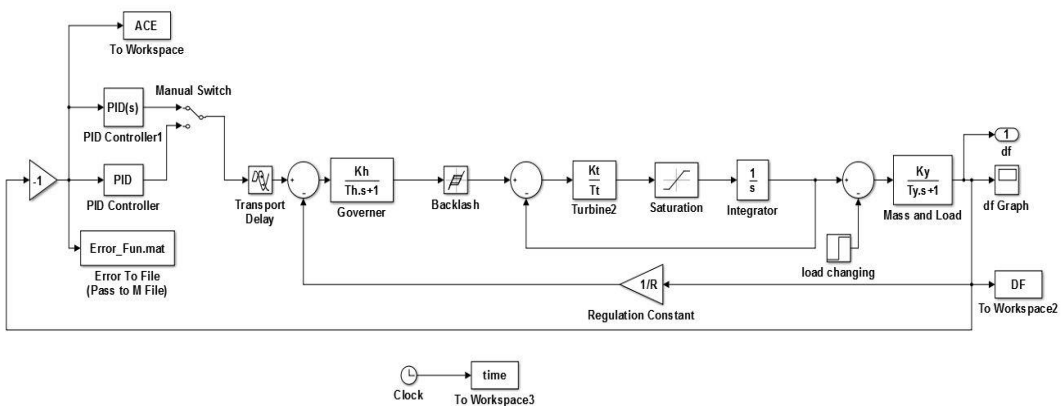 ACE
To Workspace
Manual Switch
PID(s)
PID Controller1
-1
PID
PID Controller
Error_Fun.mat
Error To File
(Pass to M File)
Transport
Delay
+
-
Kh
Th.s+1
Governer
Backlash
+
-
Kt
Tt
Turbine2
Saturation
1
s
Integrator
+
-
load changing
Ky
Ty.s+1
Mass and Load
1
df
df Graph
1/R
Regulation Constant
DF
To Workspace2
Clock
time
To Workspace3